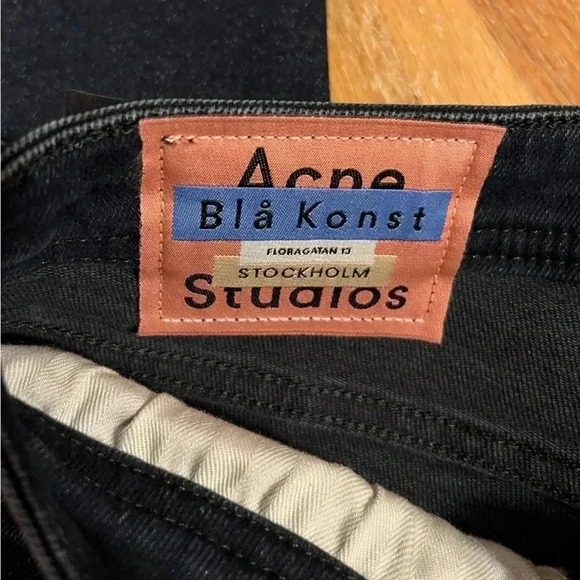 Acne
Blå Konst
FLORAGATAN 13
STOCKHOLM
Studios